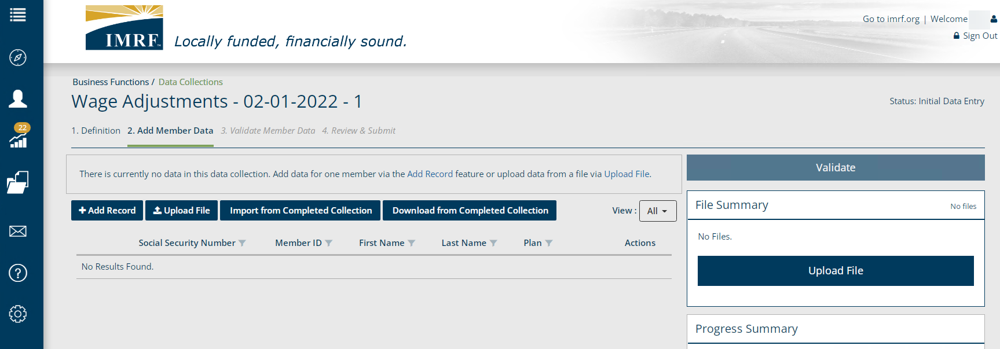 IMRF™
Locally funded, financially sound.
Go to imrf.org | Welcome
Sign Out
Business Functions / Data Collections
Wage Adjustments - 02-01-2022 - 1
Status: Initial Data Entry
1. Definition 2. Add Member Data 3. Validate Member Data 4. Review & Submit
22
There is currently no data in this data collection. Add data for one member via the Add Record feature or upload data from a file via Upload File.
Validate
Add Record Upload File Import from Completed Collection Download from Completed Collection View : All
File Summary No files
Social Security Number Member ID First Name Last Name Plan Actions
No Files.
No Results Found.
Upload File
Progress Summary